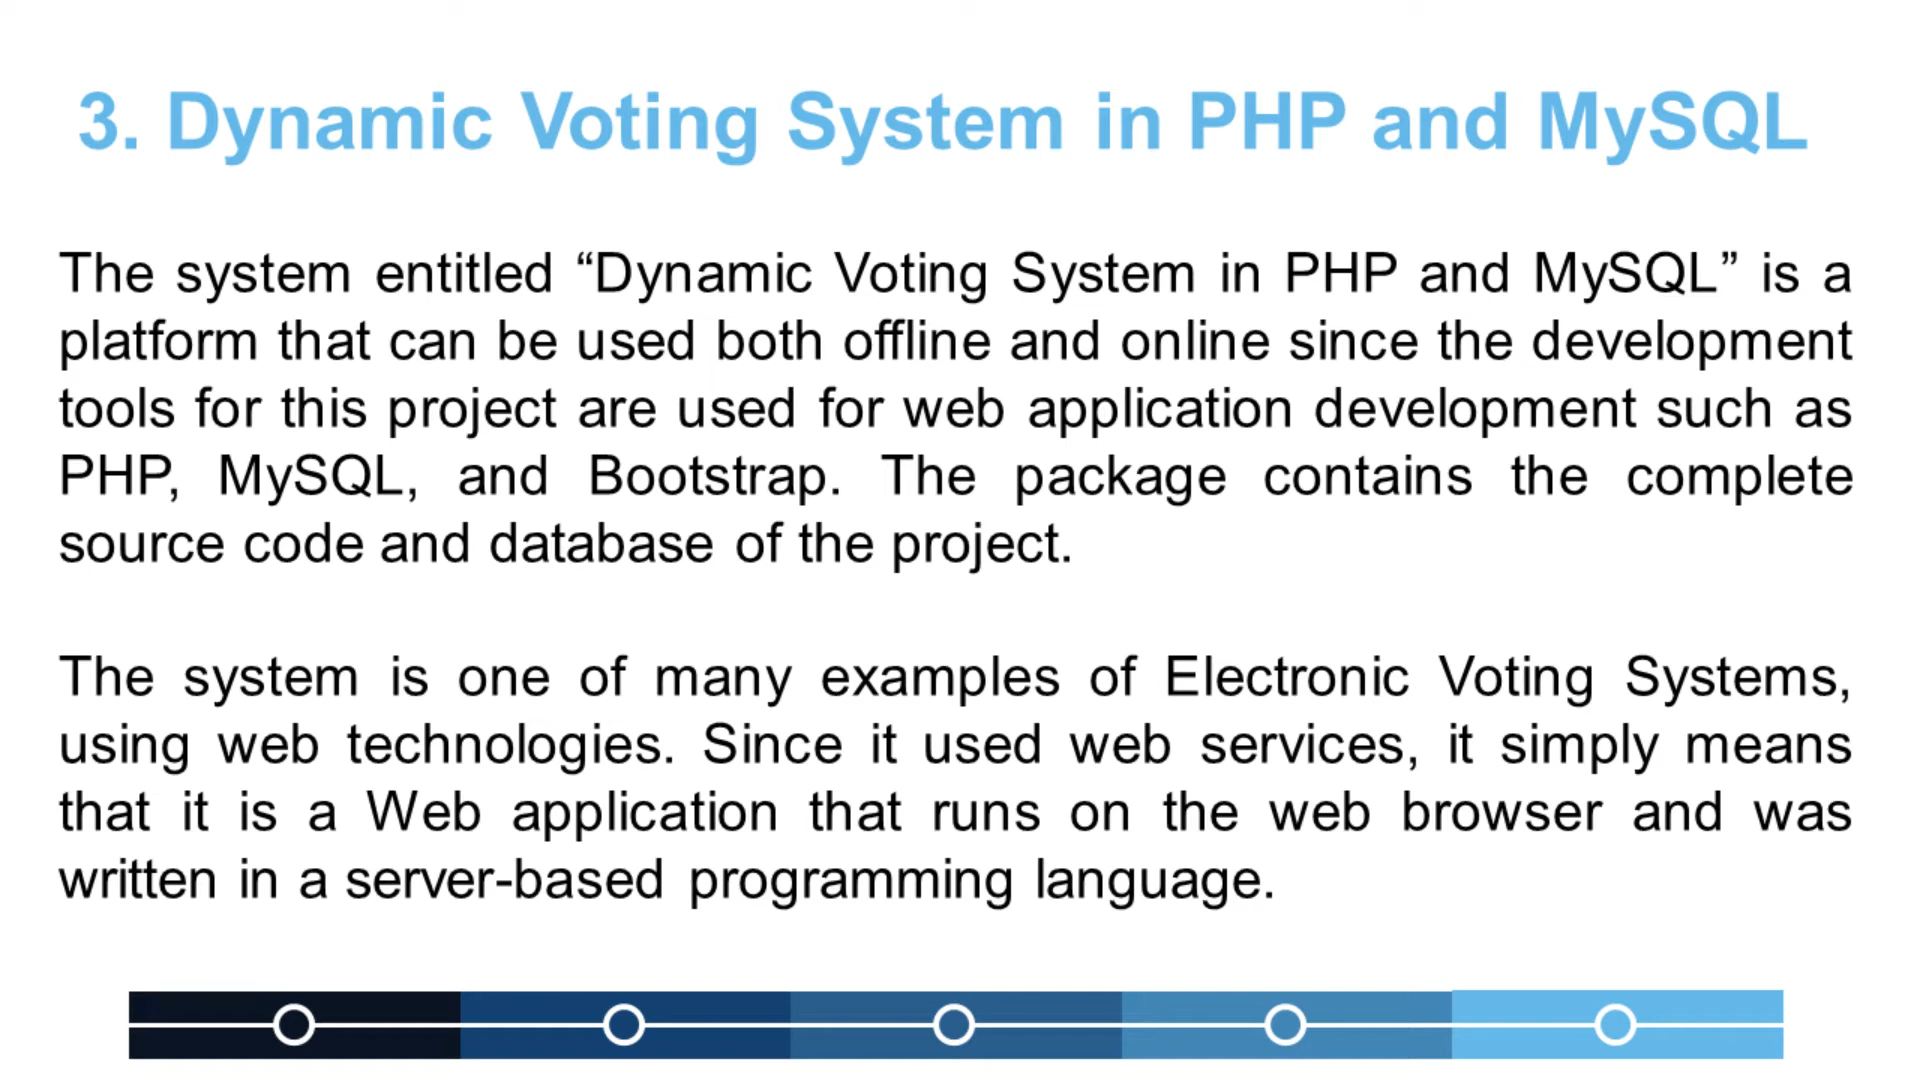 3. Dynamic Voting System in PHP and MySQL
The system entitled “Dynamic Voting System in PHP and MySQL” is a
platform that can be used both offline and online since the development
tools for this project are used for web application development such as
PHP, MySQL, and Bootstrap. The package contains the complete
source code and database of the project.
The system is one of many examples of Electronic Voting Systems,
using web technologies. Since it used web services, it simply means
that it is a Web application that runs on the web browser and was
written in a server-based programming language.